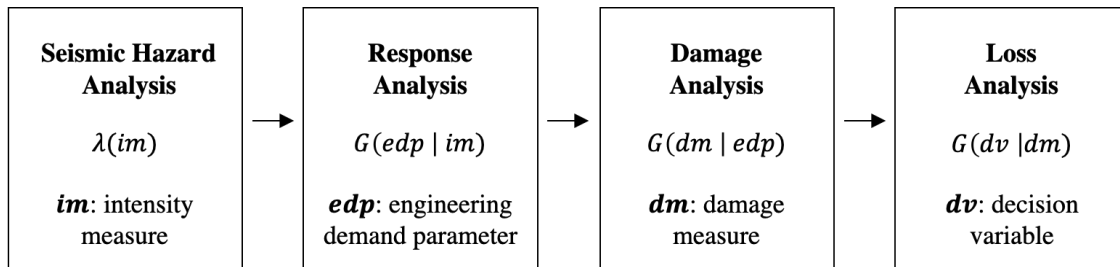 Seismic Hazard
Analysis
λ(im)
im: intensity
measure
Response
Analysis
G(edp | im)
edp: engineering
demand parameter
Damage
Analysis
G(dm | edp)
dm: damage
measure
Loss
Analysis
G(dv |dm)
dv: decision
variable